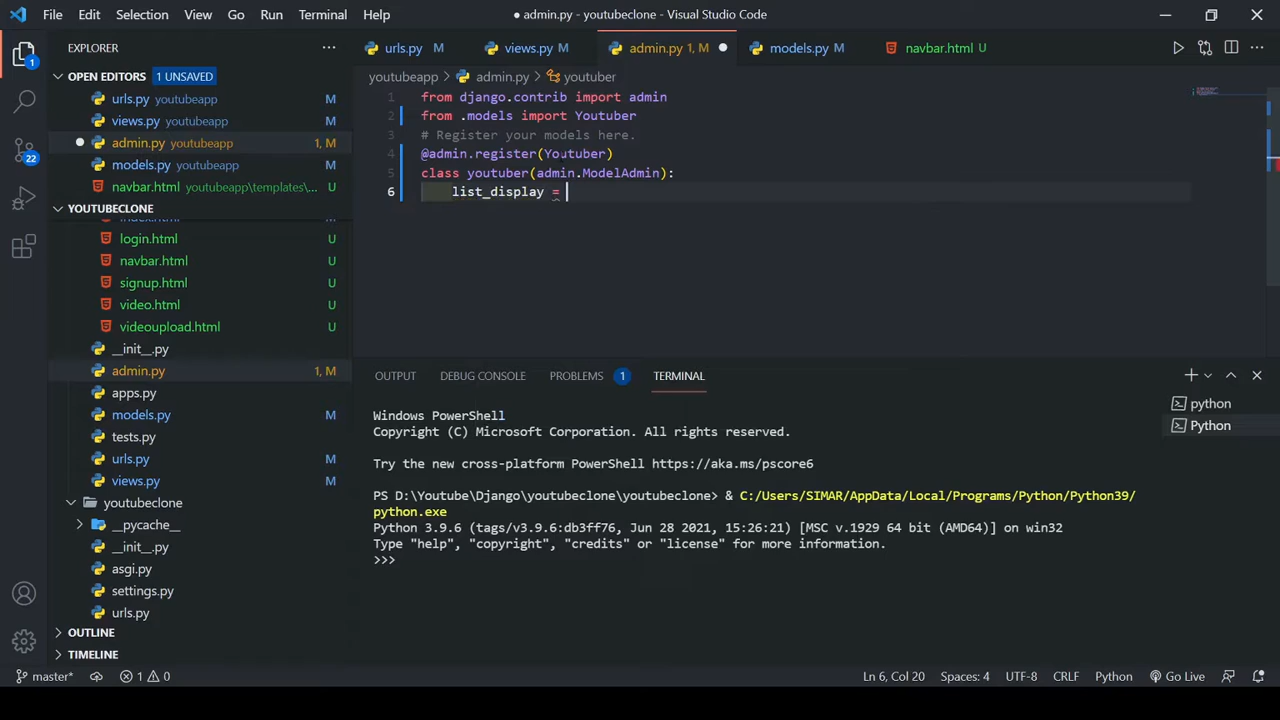 File Edit Selection View Go Run Terminal Help
● admin.py - youtubeclone - Visual Studio Code
EXPLORER
OPEN EDITORS 1 UNSAVED
urls.py youtubeapp M
views.py youtubeapp M
admin.py youtubeapp 1, M
models.py youtubeapp M
navbar.html youtubeapp\templates\... U
YOUTUBECLONE
login.html U
navbar.html U
signup.html U
video.html U
videoupload.html U
__init__.py
admin.py 1, M
apps.py
models.py M
tests.py
urls.py M
views.py M
youtubeclone
__pycache__
__init__.py
asgi.py
settings.py
urls.py
OUTLINE
TIMELINE
1
22
urls.py M views.py M admin.py 1, M models.py M navbar.html U
youtubeapp > admin.py > youtuber
1 from django.contrib import admin
2 from .models import Youtuber
3 # Register your models here.
4 @admin.register(Youtuber)
5 class youtuber(admin.ModelAdmin):
6 list_display =
OUTPUT DEBUG CONSOLE PROBLEMS 1 TERMINAL
python
Python
Windows PowerShell
Copyright (C) Microsoft Corporation. All rights reserved.
Try the new cross-platform PowerShell https://aka.ms/pscore6
PS D:\Youtube\Django\youtubeclone\youtubeclone> & C:/Users/SIMAR/AppData/Local/Programs/Python/Python39/
python.exe
Python 3.9.6 (tags/v3.9.6:db3ff76, Jun 28 2021, 15:26:21) [MSC v.1929 64 bit (AMD64)] on win32
Type "help", "copyright", "credits" or "license" for more information.
>>>
master* 1 0 Ln 6, Col 20 Spaces: 4 UTF-8 CRLF Python Go Live